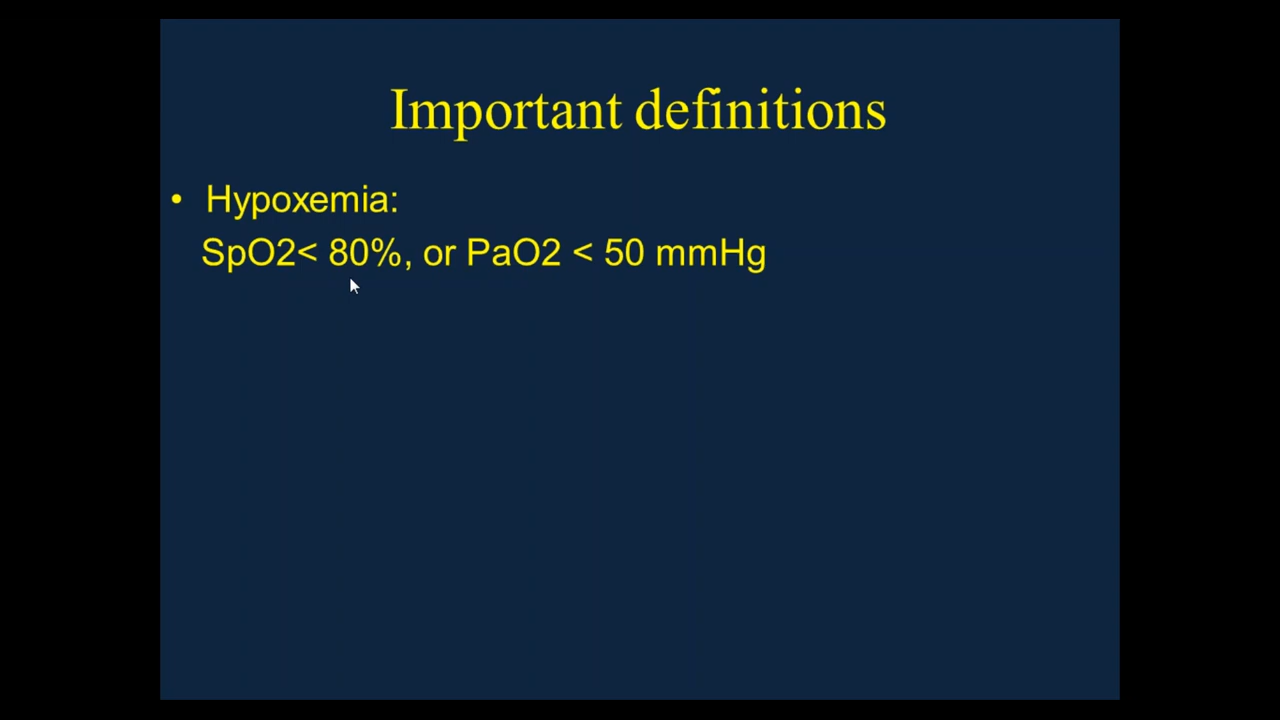 Important definitions
• Hypoxemia:
SpO2< 80%, or PaO2 < 50 mmHg